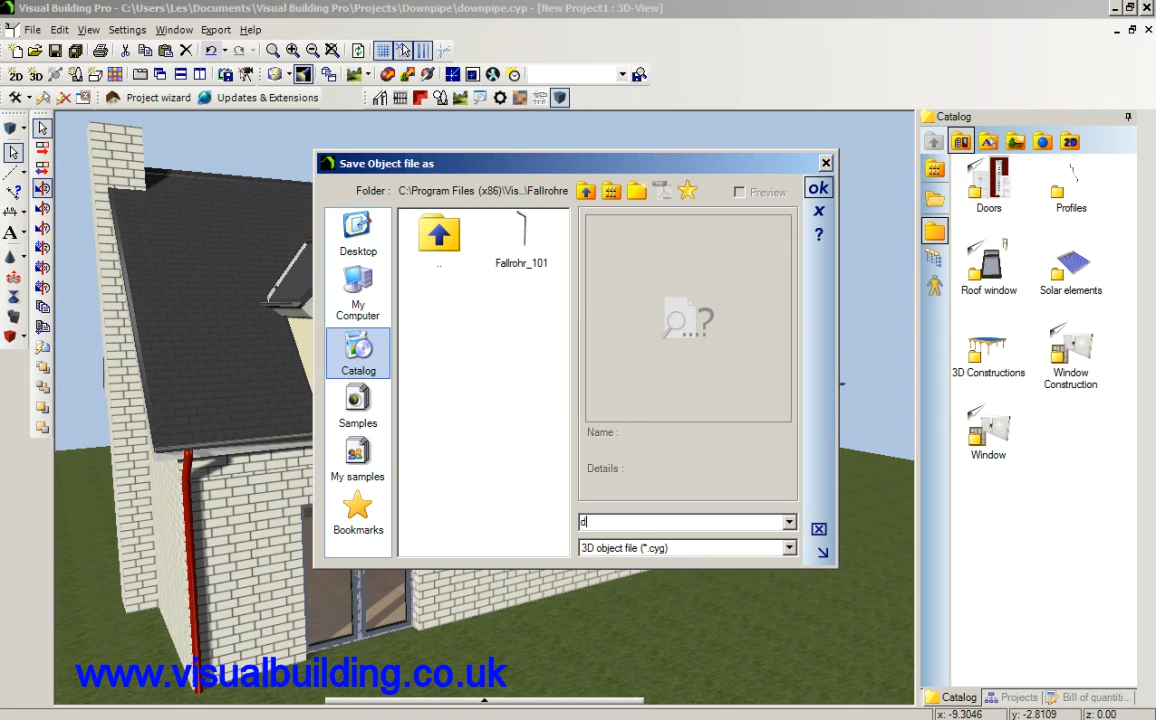 Visual Building Pro - C:\Users\Les\Documents\Visual Building Pro\Projects\Downpipe\downpipe.cyp - [New Project1 : 3D-View]
File Edit View Settings Window Export Help
2D 3D
Project wizard Updates & Extensions
Catalog
2D
Save Object file as
Folder : C:\Program Files (x86)\Vis...\Fallrohre
Preview
ok
x
?
Desktop
My Computer
Catalog
Samples
My samples
Bookmarks
..
Fallrohr_101
....?
Name :
Details :
d
3D object file (*.cyg)
Doors
Profiles
Roof window
Solar elements
3D Constructions
Window Construction
Window
www.visualbuilding.co.uk
Catalog Projects Bill of quantiti...
x: -9.3046 y: -2.8109 z: 0.00